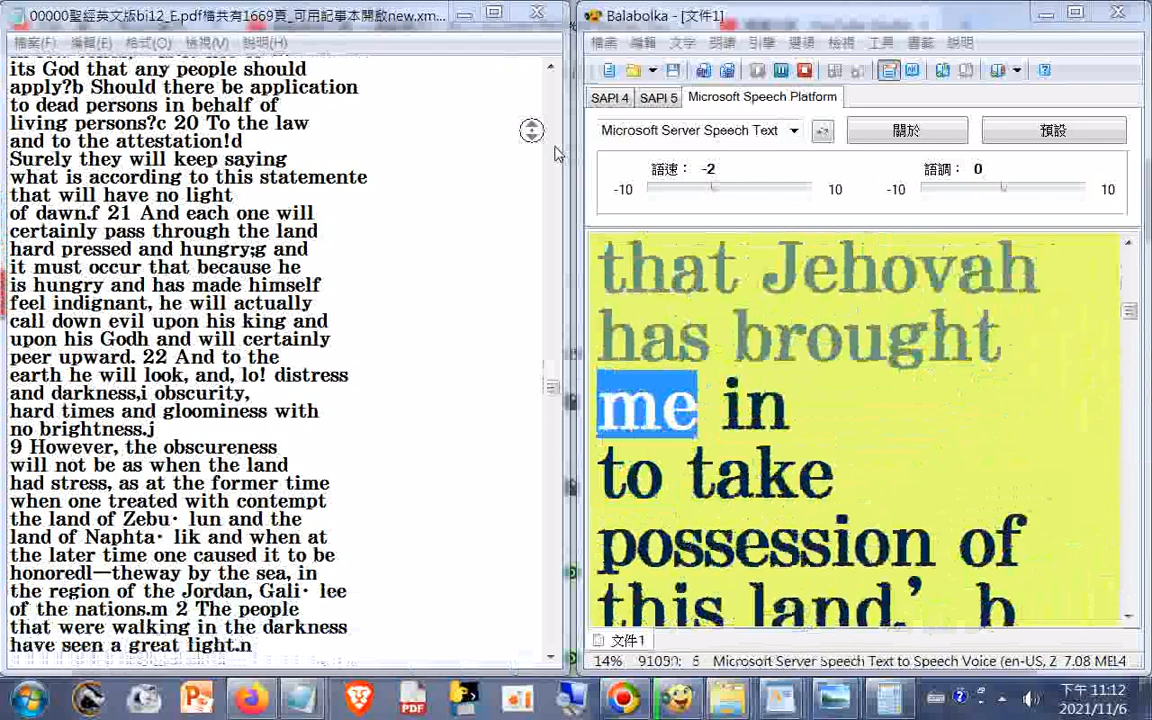 00000聖經英文版bi12_E.pdf檔共有1669頁_可用記事本開啟new.xm...
檔案(F) 編輯(E) 格式(O) 檢視(V) 說明(H)
its God that any people should
apply?b Should there be application
to dead persons in behalf of
living persons?c 20 To the law
and to the attestation!d
Surely they will keep saying
what is according to this statemente
that will have no light
of dawn.f 21 And each one will
certainly pass through the land
hard pressed and hungry;g and
it must occur that because he
is hungry and has made himself
feel indignant, he will actually
call down evil upon his king and
upon his Godh and will certainly
peer upward. 22 And to the
earth he will look, and, lo! distress
and darkness,i obscurity,
hard times and gloominess with
no brightness.j
9 However, the obscureness
will not be as when the land
had stress, as at the former time
when one treated with contempt
the land of Zebu· lun and the
land of Naphta· lik and when at
the later time one caused it to be
honoredl—theway by the sea, in
the region of the Jordan, Gali· lee
of the nations.m 2 The people
that were walking in the darkness
have seen a great light.n
Balabolka - [文件1]
檔案 編輯 文字 朗讀 引擎 選項 檢視 工具 書籤 說明
SAPI 4 SAPI 5 Microsoft Speech Platform
Microsoft Server Speech Text 關於 預設
語速: -2 語調: 0
-10 10 -10 10
that Jehovah
has brought
me in
to take
possession of
this land,’ b
文件1
14% 91059: 5 Microsoft Server Speech Text to Speech Voice (en-US, Z 7.08 МБ
PDF
下午 11:12
2021/11/6